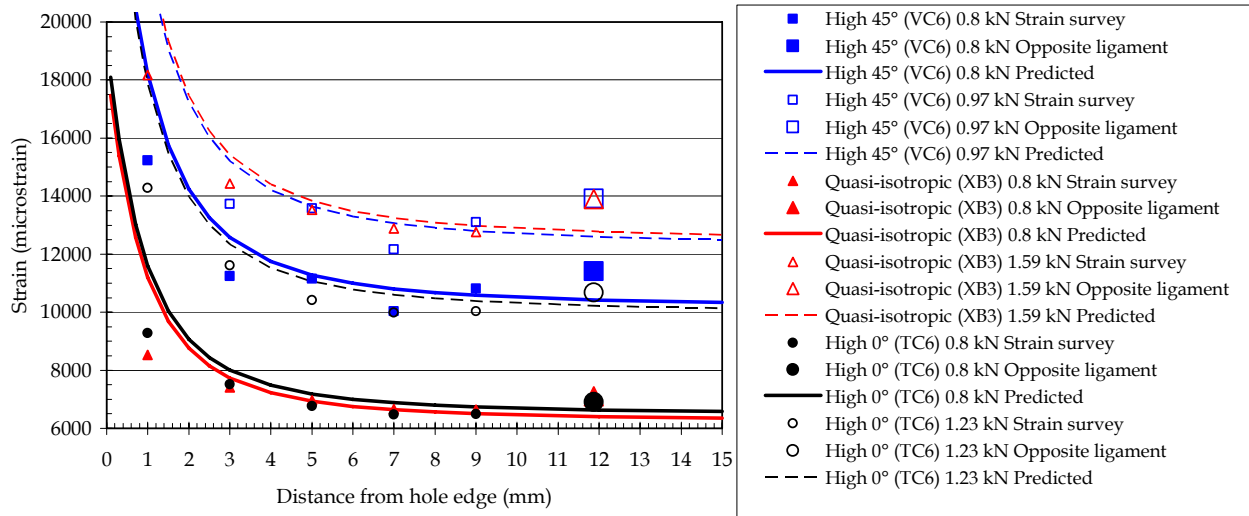 20000
18000
16000
14000
12000
10000
8000
6000
Strain (microstrain)
0 1 2 3 4 5 6 7 8 9 10 11 12 13 14 15
Distance from hole edge (mm)
High 45° (VC6) 0.8 kN Strain survey
High 45° (VC6) 0.8 kN Opposite ligament
High 45° (VC6) 0.8 kN Predicted
High 45° (VC6) 0.97 kN Strain survey
High 45° (VC6) 0.97 kN Opposite ligament
High 45° (VC6) 0.97 kN Predicted
Quasi-isotropic (XB3) 0.8 kN Strain survey
Quasi-isotropic (XB3) 0.8 kN Opposite ligament
Quasi-isotropic (XB3) 0.8 kN Predicted
Quasi-isotropic (XB3) 1.59 kN Strain survey
Quasi-isotropic (XB3) 1.59 kN Opposite ligament
Quasi-isotropic (XB3) 1.59 kN Predicted
High 0° (TC6) 0.8 kN Strain survey
High 0° (TC6) 0.8 kN Opposite ligament
High 0° (TC6) 0.8 kN Predicted
High 0° (TC6) 1.23 kN Strain survey
High 0° (TC6) 1.23 kN Opposite ligament
High 0° (TC6) 1.23 kN Predicted